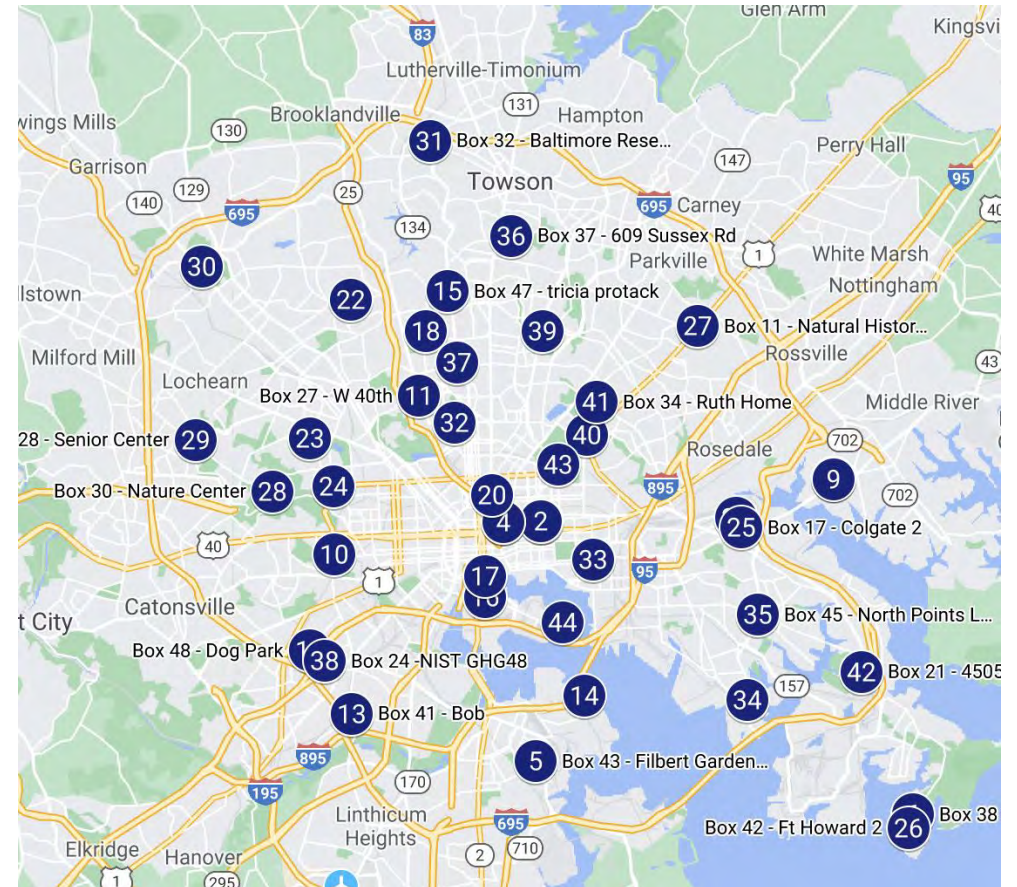 Glen Arm
Kingsvi
83
Lutherville-Timonium
131
Brooklandville
Hampton
wings Mills
130
31 Box 32 - Baltimore Rese...
147
Perry Hall
Garrison
95
Towson
129
25
140
695
695 Carney
40
134
36 Box 37 - 609 Sussex Rd
1
White Marsh
30
Parkville
Nottingham
llstown
22
15 Box 47 - tricia protack
18
39
27 Box 11 - Natural Histor...
Rossville
Milford Mill
37
43
Lochearn
Box 27 - W 40th 11
41 Box 34 - Ruth Home
Middle River
32
28 - Senior Center 29
23
40
702
Rosedale
43
9
Box 30 - Nature Center 28
24
895
20
702
4
2
25 Box 17 - Colgate 2
40
10
33
95
1
17
Catonsville
16
t City
44
35 Box 45 - North Points L...
Box 48 - Dog Park
38 Box 24 -NIST GHG48
42 Box 21 - 4505
157
14
34
13 Box 41 - Bob
895
5 Box 43 - Filbert Garden...
170
195
Linthicum
Heights
695
Box 38
Box 42 - Ft Howard 2 26
710
2
Elkridge
Hanover
1
295